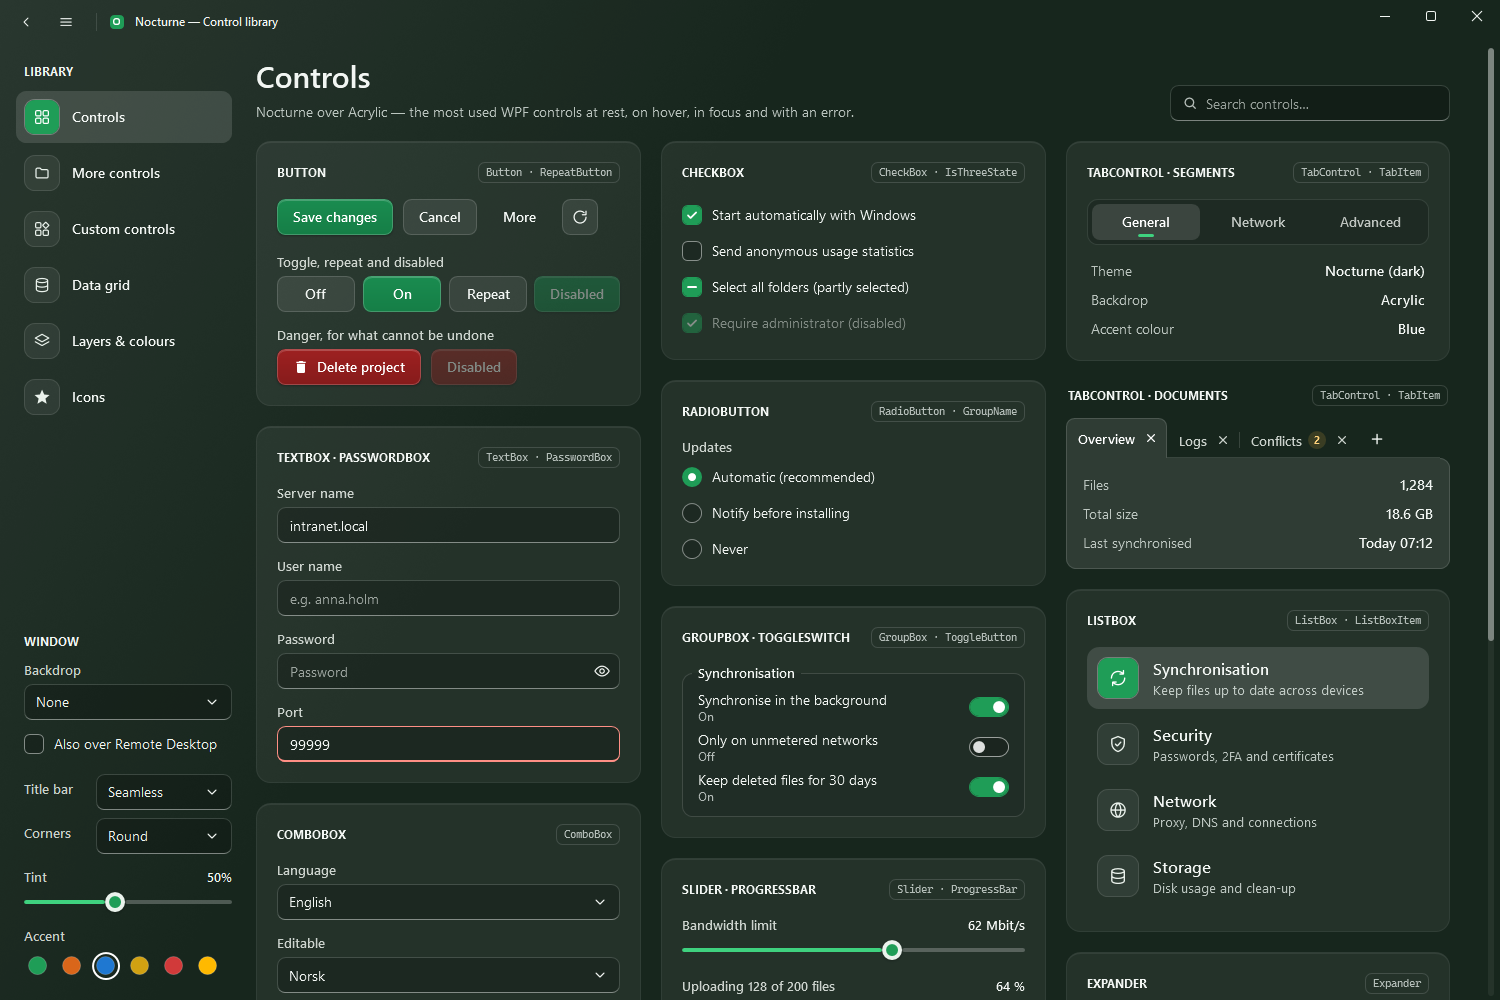 Nocturne — Control library
LIBRARY
Controls
More controls
Custom controls
Data grid
Layers & colours
Icons
WINDOW
Backdrop
None
Also over Remote Desktop
Title bar
Seamless
Corners
Round
Tint
50%
Accent
Controls
Nocturne over Acrylic — the most used WPF controls at rest, on hover, in focus and with an error.
Search controls...
BUTTON
Button · RepeatButton
Save changes
Cancel
More
Toggle, repeat and disabled
Off
On
Repeat
Disabled
Danger, for what cannot be undone
Delete project
Disabled
TEXTBOX · PASSWORDBOX
TextBox · PasswordBox
Server name
intranet.local
User name
e.g. anna.holm
Password
Password
Port
99999
COMBOBOX
ComboBox
Language
English
Editable
Norsk
CHECKBOX
CheckBox · IsThreeState
Start automatically with Windows
Send anonymous usage statistics
Select all folders (partly selected)
Require administrator (disabled)
RADIOBUTTON
RadioButton · GroupName
Updates
Automatic (recommended)
Notify before installing
Never
GROUPBOX · TOGGLESWITCH
GroupBox · ToggleButton
Synchronisation
Synchronise in the background
On
Only on unmetered networks
Off
Keep deleted files for 30 days
On
SLIDER · PROGRESSBAR
Slider · ProgressBar
Bandwidth limit
62 Mbit/s
Uploading 128 of 200 files
64 %
TABCONTROL · SEGMENTS
TabControl · TabItem
General
Network
Advanced
Theme
Nocturne (dark)
Backdrop
Acrylic
Accent colour
Blue
TABCONTROL · DOCUMENTS
TabControl · TabItem
Overview
Logs
Conflicts 2
Files
1,284
Total size
18.6 GB
Last synchronised
Today 07:12
LISTBOX
ListBox · ListBoxItem
Synchronisation
Keep files up to date across devices
Security
Passwords, 2FA and certificates
Network
Proxy, DNS and connections
Storage
Disk usage and clean-up
EXPANDER
Expander